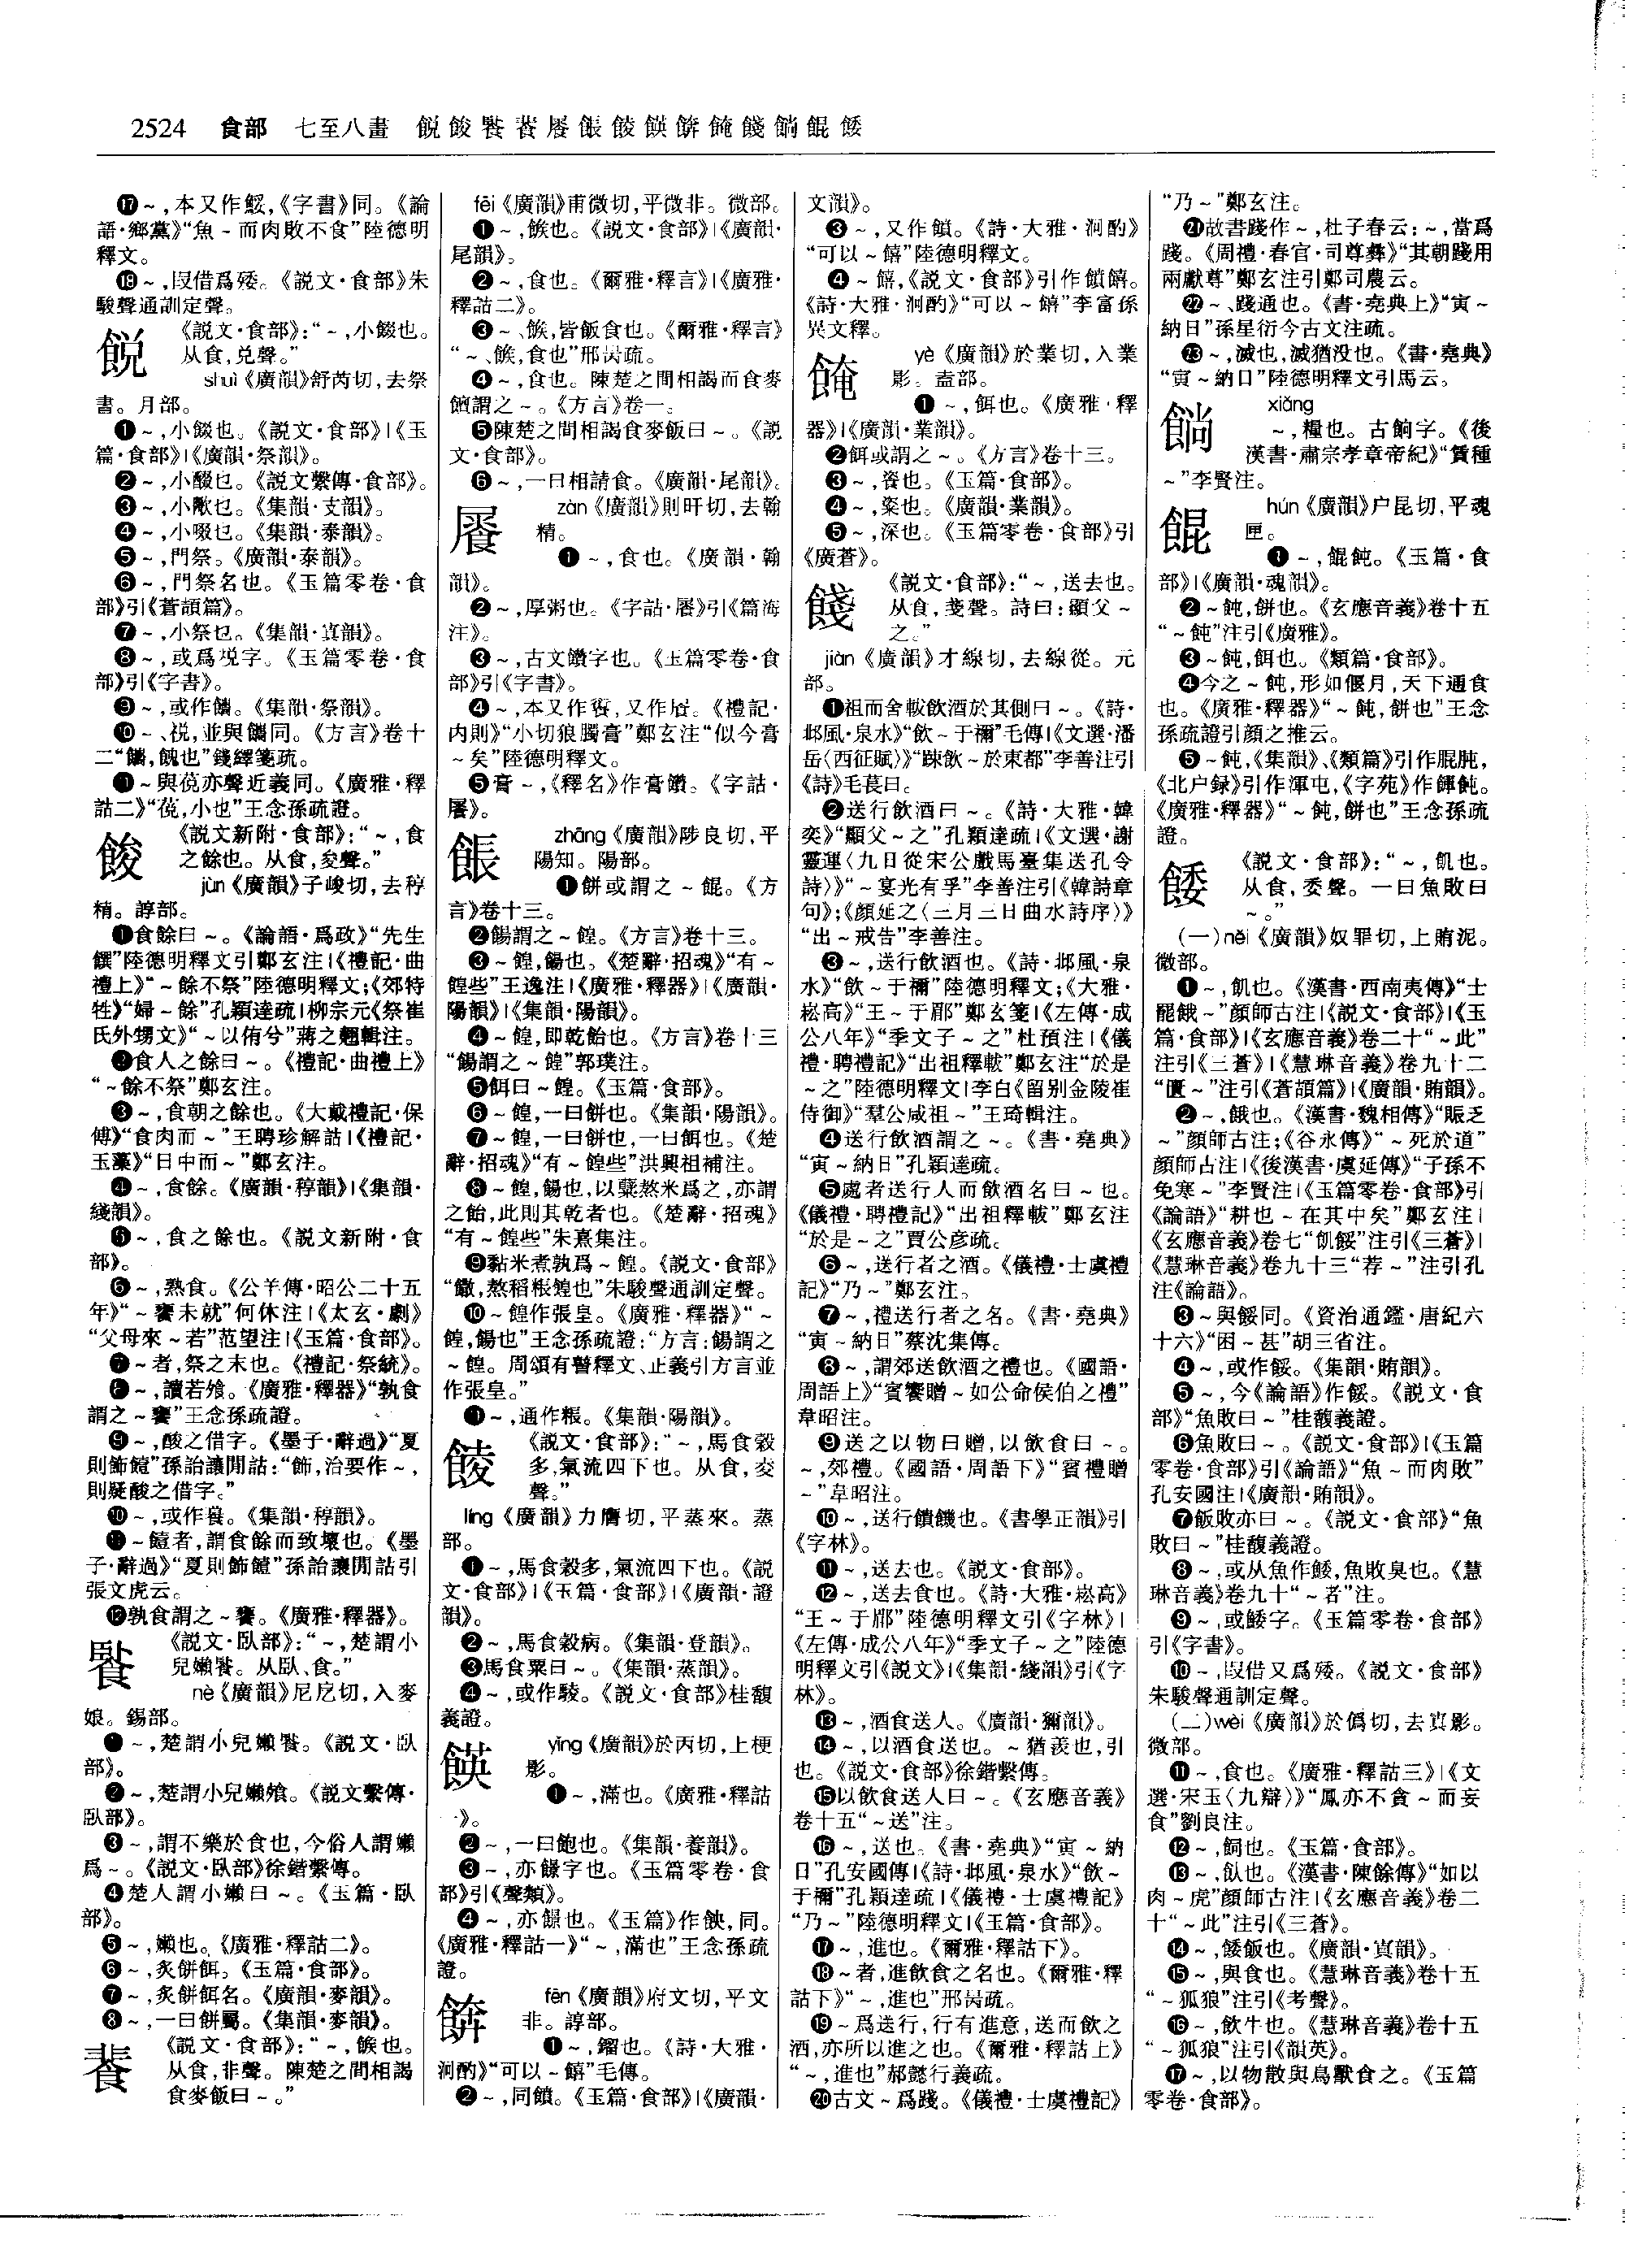 2524 食部 七至八畫 餟餕䬫䬠屪餦餧餸餴餣餞餉餛餧
⓱~,本又作鮾,《字書》同。《論
語·鄉黨》“魚~而肉敗不食”陸德明
釋文。
⓳~,叚借爲矮。《説文·食部》朱
駿聲通訓定聲。
《説文·食部》:“~,小餟也。
从食,兑聲。”
shuì《廣韻》舒芮切,去祭
書。月部。
❶~,小餟也。《説文·食部》|《玉
篇·食部》|《廣韻·祭韻》。
❷~,小餟也。《説文繫傳·食部》。
❸~,小歠也。《集韻·支韻》。
❹~,小啜也。《集韻·泰韻》。
❺~,門祭。《廣韻·泰韻》。
❻~,門祭名也。《玉篇零卷·食
部》引《蒼頡篇》。
❼~,小祭也。《集韻·寘韻》。
❽~,或爲祱字。《玉篇零卷·食
部》引《字書》。
❾~,或作䬽。《集韻·祭韻》。
❿~、祱,並與䬽同。《方言》卷十
二“䬽,餽也”錢繹箋疏。
⓫~與蒓亦聲近義同。《廣雅·釋
詁二》“莌,小也”王念孫疏證。
餕
《説文新附·食部》:“~,食
之餘也。从食,夋聲。”
jùn《廣韻》子峻切,去稕
精。諄部。
❶食餘曰~。《論語·爲政》“先生
饌”陸德明釋文引鄭玄注|《禮記·曲
禮上》“~餘不祭”陸德明釋文;《郊特
牲》“婦~餘”孔穎達疏|柳宗元《祭崔
氏外甥文》“~以侑兮”蔣之翹輯注。
❷食人之餘曰~。《禮記·曲禮上》
“~餘不祭”鄭玄注。
❸~,食朝之餘也。《大戴禮記·保
傅》“食肉而~”王聘珍解詁|《禮記·
玉藻》“日中而~”鄭玄注。
❹~,食餘。《廣韻·稕韻》|《集韻·
綫韻》。
❺~,食之餘也。《説文新附·食
部》。
❻~,熟食。《公羊傳·昭公二十五
年》“~饔未就”何休注|《太玄·劇》
“父母來~若”范望注|《玉篇·食部》。
❼~者,祭之末也。《禮記·祭統》。
❽~,讀若飧。《廣雅·釋器》“孰食
謂之~饔”王念孫疏證。
❾~,酸之借字。《墨子·辭過》“夏
則飾饐”孫詒讓閒詁:“飾,治要作~,
則疑酸之借字。”
❿~,或作𩜾。《集韻·稕韻》。
⓫~饐者,謂食餘而致壞也。《墨
子·辭過》“夏則飾饐”孫詒讓閒詁引
張文虎云。
⓬孰食謂之~饔。《廣雅·釋器》。
《説文·臥部》:“~,楚謂小
兒嬾䬥。从臥、食。”
nè《廣韻》尼戹切,入麥
娘。錫部。
❶~,楚謂小兒嬾䬥。《説文·臥
部》。
❷~,楚謂小兒嬾飧。《説文繫傳·
臥部》。
❸~,謂不樂於食也,今俗人謂嬾
爲~。《説文·臥部》徐鍇繫傳。
❹楚人謂小嬾曰~。《玉篇·臥
部》。
❺~,嬾也。《廣雅·釋詁二》。
❻~,炙餅餌。《玉篇·食部》。
❼~,炙餅餌名。《廣韻·麥韻》。
❽~,一曰餅屬。《集韻·麥韻》。
《説文·食部》:“~,餱也。
从食,非聲。陳楚之間相謁
食麥飯曰~。”
fēi《廣韻》甫微切,平微非。微部。
❶~,餱也。《説文·食部》|《廣韻·
尾韻》。
❷~,食也。《爾雅·釋言》|《廣雅·
釋詁二》。
❸~、餱,皆飯食也。《爾雅·釋言》
“~、餱,食也”邢昺疏。
❹~,食也。陳楚之間相謁而食麥
饘謂之~。《方言》卷一。
❺陳楚之間相謁食麥飯曰~。《説
文·食部》。
❻~,一曰相請食。《廣韻·尾韻》。
zàn《廣韻》則旰切,去翰
精。
❶~,食也。《廣韻·翰
韻》。
❷~,厚粥也。《字詁·㞡》引《篇海
注》。
❸~,古文饡字也。《玉篇零卷·食
部》引《字書》。
❹~,本又作𩜾,又作㞡。《禮記·
内則》“小切狼臅膏”鄭玄注“似今膏
~矣”陸德明釋文。
❺膏~,《釋名》作膏饡。《字詁·
㞡》。
餦
zhāng《廣韻》陟良切,平
陽知。陽部。
❶餅或謂之~餛。《方
言》卷十三。
❷餳謂之~餭。《方言》卷十三。
❸~餭,餳也。《楚辭·招魂》“有~
餭些”王逸注|《廣雅·釋器》|《廣韻·
陽韻》|《集韻·陽韻》。
❹~餭,即乾飴也。《方言》卷十三
“餳謂之~餭”郭璞注。
❺餌曰~餭。《玉篇·食部》。
❻~餭,一曰餅也。《集韻·陽韻》。
❼~餭,一曰餅也,一曰餌也。《楚
辭·招魂》“有~餭些”洪興祖補注。
❽~餭,餳也,以櫱熬米爲之,亦謂
之飴,此則其乾者也。《楚辭·招魂》
“有~餭些”朱熹集注。
❾黏米煮孰爲~餭。《説文·食部》
“饊,熬稻粻䅣也”朱駿聲通訓定聲。
❿~餭作張皇。《廣雅·釋器》“~
餭,餳也”王念孫疏證:“方言:餳謂之
~餭。周頌有瞽釋文、正義引方言並
作張皇。”
⓫~,通作粻。《集韻·陽韻》。
《説文·食部》:“~,馬食穀
多,氣流四下也。从食,夌
聲。”
líng《廣韻》力膺切,平蒸來。蒸
部。
❶~,馬食穀多,氣流四下也。《説
文·食部》|《玉篇·食部》|《廣韻·證
韻》。
❷~,馬食穀病。《集韻·登韻》。
❸馬食粟曰~。《集韻·蒸韻》。
❹~,或作䮚。《説文·食部》桂馥
義證。
yǐng《廣韻》於丙切,上梗
影。
❶~,滿也。《廣雅·釋詁
一》。
❷~,一曰飽也。《集韻·養韻》。
❸~,亦䭘字也。《玉篇零卷·食
部》引《聲類》。
❹~,亦䭘也。《玉篇》作䬬,同。
《廣雅·釋詁一》“~,滿也”王念孫疏
證。
餴
fēn《廣韻》府文切,平文
非。諄部。
❶~,餾也。《詩·大雅·
泂酌》“可以~饎”毛傳。
❷~,同饙。《玉篇·食部》|《廣韻·
文韻》。
❸~,又作饙。《詩·大雅·泂酌》
“可以~饎”陸德明釋文。
❹~饎,《説文·食部》引作饙饎。
《詩·大雅·泂酌》“可以~饎”李富孫
異文釋。
餣
yè《廣韻》於業切,入業
影。盍部。
❶~,餌也。《廣雅·釋
器》|《廣韻·業韻》。
❷餌或謂之~。《方言》卷十三。
❸~,餈也。《玉篇·食部》。
❹~,粢也。《廣韻·業韻》。
❺~,深也。《玉篇零卷·食部》引
《廣蒼》。
餞
《説文·食部》:“~,送去也。
从食,戔聲。詩曰:顯父~
之。”
jiàn《廣韻》才線切,去線從。元
部。
❶祖而舍軷飲酒於其側曰~。《詩·
邶風·泉水》“飲~于禰”毛傳|《文選·潘
岳〈西征賦〉》“踈飲~於東都”李善注引
《詩》毛萇曰。
❷送行飲酒曰~。《詩·大雅·韓
奕》“顯父~之”孔穎達疏|《文選·謝
靈運〈九日從宋公戲馬臺集送孔令
詩〉》“~宴光有孚”李善注引《韓詩章
句》;《顔延之〈三月三日曲水詩序〉》
“出~戒告”李善注。
❸~,送行飲酒也。《詩·邶風·泉
水》“飲~于禰”陸德明釋文;《大雅·
崧高》“王~于郿”鄭玄箋|《左傳·成
公八年》“季文子~之”杜預注|《儀
禮·聘禮記》“出祖釋軷”鄭玄注“於是
~之”陸德明釋文|李白《留别金陵崔
侍御》“羣公咸祖~”王琦輯注。
❹送行飲酒謂之~。《書·堯典》
“寅~納日”孔穎達疏。
❺處者送行人而飲酒名曰~也。
《儀禮·聘禮記》“出祖釋軷”鄭玄注
“於是~之”賈公彦疏。
❻~,送行者之酒。《儀禮·士虞禮
記》“乃~”鄭玄注。
❼~,禮送行者之名。《書·堯典》
“寅~納日”蔡沈集傳。
❽~,謂郊送飲酒之禮也。《國語·
周語上》“賓饗贈~如公命侯伯之禮”
韋昭注。
❾送之以物曰贈,以飲食曰~。
~,郊禮。《國語·周語下》“賓禮贈
~”韋昭注。
❿~,送行饋饑也。《書學正韻》引
《字林》。
⓫~,送去也。《説文·食部》。
⓬~,送去食也。《詩·大雅·崧高》
“王~于郿”陸德明釋文引《字林》|
《左傳·成公八年》“季文子~之”陸德
明釋文引《説文》|《集韻·綫韻》引《字
林》。
⓭~,酒食送人。《廣韻·獮韻》。
⓮~,以酒食送也。~猶羨也,引
也。《説文·食部》徐鍇繫傳。
⓯以飲食送人曰~。《玄應音義》
卷十五“~送”注。
⓰~,送也。《書·堯典》“寅~納
日”孔安國傳|《詩·邶風·泉水》“飲~
于禰”孔穎達疏|《儀禮·士虞禮記》
“乃~”陸德明釋文|《玉篇·食部》。
⓱~,進也。《爾雅·釋詁下》。
⓲~者,進飲食之名也。《爾雅·釋
詁下》“~,進也”邢昺疏。
⓳~爲送行,行有進意,送而飲之
酒,亦所以進之也。《爾雅·釋詁上》
“~,進也”郝懿行義疏。
⓴古文~爲踐。《儀禮·士虞禮記》
“乃~”鄭玄注。
㉑故書踐作~,杜子春云:~,當爲
踐。《周禮·春官·司尊彝》“其朝踐用
兩獻尊”鄭玄注引鄭司農云。
㉒~、踐通也。《書·堯典上》“寅~
納日”孫星衍今古文注疏。
㉓~,滅也,滅猶没也。《書·堯典》
“寅~納日”陸德明釋文引馬云。
xiǎng
~,糧也。古餉字。《後
漢書·肅宗孝章帝紀》“賃種
~”李賢注。
餛
hún《廣韻》户昆切,平魂
匣。
❶~,餛飩。《玉篇·食
部》|《廣韻·魂韻》。
❷~飩,餅也。《玄應音義》卷十五
“~飩”注引《廣雅》。
❸~飩,餌也。《類篇·食部》。
❹今之~飩,形如偃月,天下通食
也。《廣雅·釋器》“~飩,餅也”王念
孫疏證引顔之推云。
❺~飩,《集韻》、《類篇》引作䐊肫,
《北户録》引作渾屯,《字苑》作餫飩。
《廣雅·釋器》“~飩,餅也”王念孫疏
證。
餧
《説文·食部》:“~,飢也。
从食,委聲。一曰魚敗曰
~。”
(一)něi《廣韻》奴罪切,上賄泥。
微部。
❶~,飢也。《漢書·西南夷傳》“士
罷餓~”顔師古注|《説文·食部》|《玉
篇·食部》|《玄應音義》卷二十“~此”
注引《三蒼》|《慧琳音義》卷九十二
“匱~”注引《蒼頡篇》|《廣韻·賄韻》。
❷~,餓也。《漢書·魏相傳》“賑乏
~”顔師古注;《谷永傳》“~死於道”
顔師古注|《後漢書·虞延傳》“子孫不
免寒~”李賢注|《玉篇零卷·食部》引
《論語》“耕也~在其中矣”鄭玄注|
《玄應音義》卷七“飢餒”注引《三蒼》|
《慧琳音義》卷九十三“荐~”注引孔
注《論語》。
❸~與餒同。《資治通鑑·唐紀六
十六》“困~甚”胡三省注。
❹~,或作餒。《集韻·賄韻》。
❺~,今《論語》作餒。《説文·食
部》“魚敗曰~”桂馥義證。
❻魚敗曰~。《説文·食部》|《玉篇
零卷·食部》引《論語》“魚~而肉敗”
孔安國注|《廣韻·賄韻》。
❼飯敗亦曰~。《説文·食部》“魚
敗曰~”桂馥義證。
❽~,或从魚作鯘,魚敗臭也。《慧
琳音義》卷九十“~者”注。
❾~,或鯘字。《玉篇零卷·食部》
引《字書》。
❿~,叚借又爲矮。《説文·食部》
朱駿聲通訓定聲。
(二)wèi《廣韻》於僞切,去寘影。
微部。
⓫~,食也。《廣雅·釋詁三》|《文
選·宋玉〈九辯〉》“鳳亦不貪~而妄
食”劉良注。
⓬~,飼也。《玉篇·食部》。
⓭~,飤也。《漢書·陳餘傳》“如以
肉~虎”顔師古注|《玄應音義》卷二
十“~此”注引《三蒼》。
⓮~,餧飯也。《廣韻·寘韻》。
⓯~,與食也。《慧琳音義》卷十五
“~狐狼”注引《考聲》。
⓰~,飲牛也。《慧琳音義》卷十五
“~狐狼”注引《韻英》。
⓱~,以物散與鳥獸食之。《玉篇
零卷·食部》。